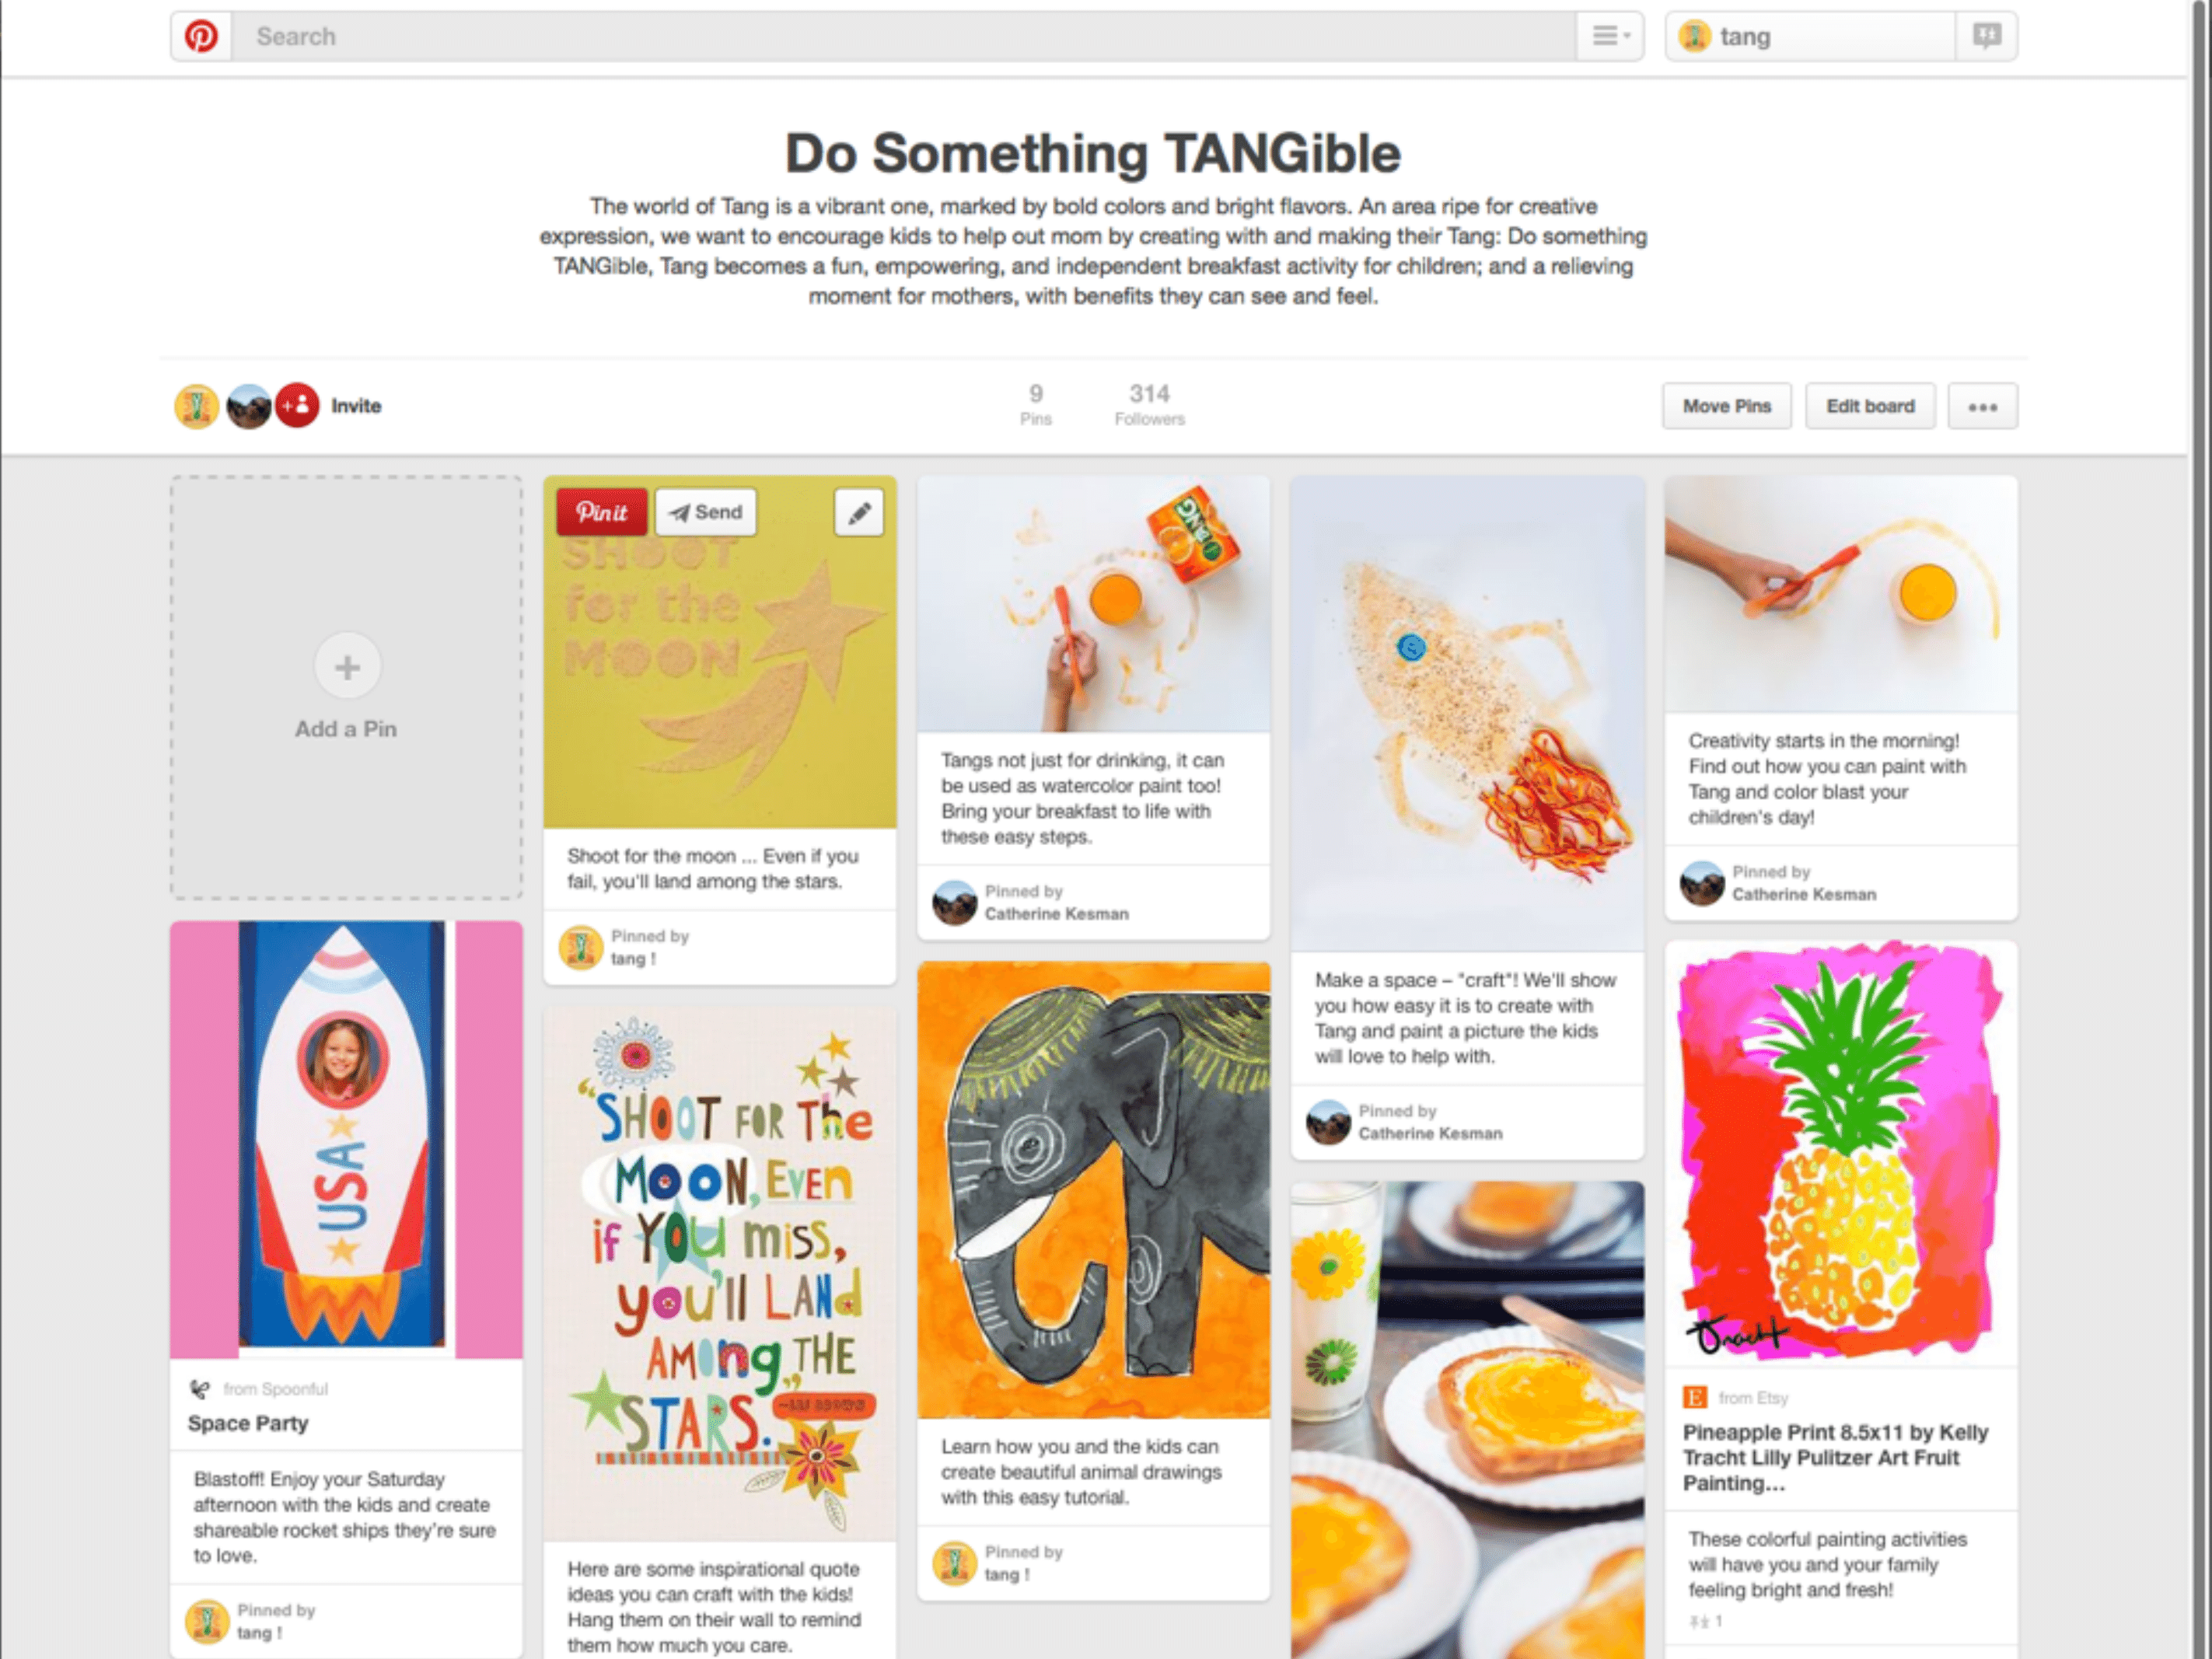 Search
tang
Do Something TANGible
The world of Tang is a vibrant one, marked by bold colors and bright flavors. An area ripe for creative
expression, we want to encourage kids to help out mom by creating with and making their Tang: Do something
TANGible, Tang becomes a fun, empowering, and independent breakfast activity for children; and a relieving
moment for mothers, with benefits they can see and feel.
Invite
9
Pins
314
Followers
Move Pins
Edit board
Add a Pin
Pin it
Send
SHOOT
for the
MOON
Shoot for the moon ... Even if you
fail, you'll land among the stars.
Pinned by
tang !
TANG
Tangs not just for drinking, it can
be used as watercolor paint too!
Bring your breakfast to life with
these easy steps.
Pinned by
Catherine Kesman
Make a space – "craft"! We'll show
you how easy it is to create with
Tang and paint a picture the kids
will love to help with.
Pinned by
Catherine Kesman
Creativity starts in the morning!
Find out how you can paint with
Tang and color blast your
children's day!
Pinned by
Catherine Kesman
USA
from Spoonful
Space Party
Blastoff! Enjoy your Saturday
afternoon with the kids and create
shareable rocket ships they're sure
to love.
Pinned by
tang !
"SHOOT FOR The
MOON, EVEN
if YOU miss,
you'll LAND
AMONg THE
STARS."
~LES BROWN
Here are some inspirational quote
ideas you can craft with the kids!
Hang them on their wall to remind
them how much you care.
Learn how you and the kids can
create beautiful animal drawings
with this easy tutorial.
Pinned by
tang !
Tracht
E from Etsy
Pineapple Print 8.5x11 by Kelly
Tracht Lilly Pulitzer Art Fruit
Painting...
These colorful painting activities
will have you and your family
feeling bright and fresh!
1